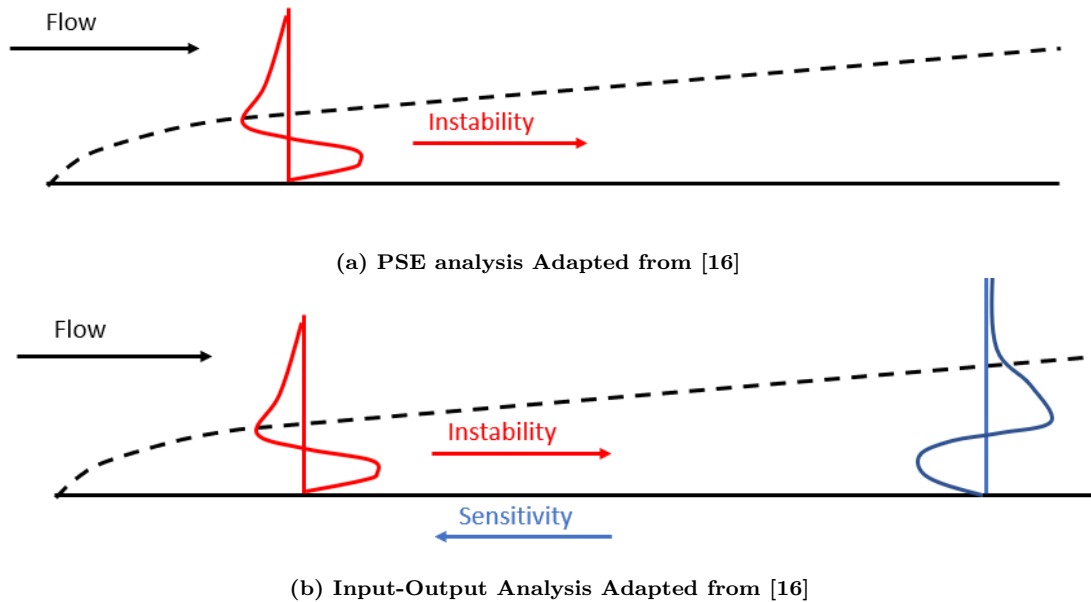 Flow
Instability
(a) PSE analysis Adapted from [16]
Flow
Instability
Sensitivity
(b) Input-Output Analysis Adapted from [16]